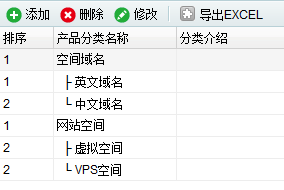 添加 删除 修改 导出EXCEL
排序 产品分类名称 分类介绍
1 空间域名
1 ├ 英文域名
2 └ 中文域名
1 网站空间
2 ├ 虚拟空间
2 └ VPS空间